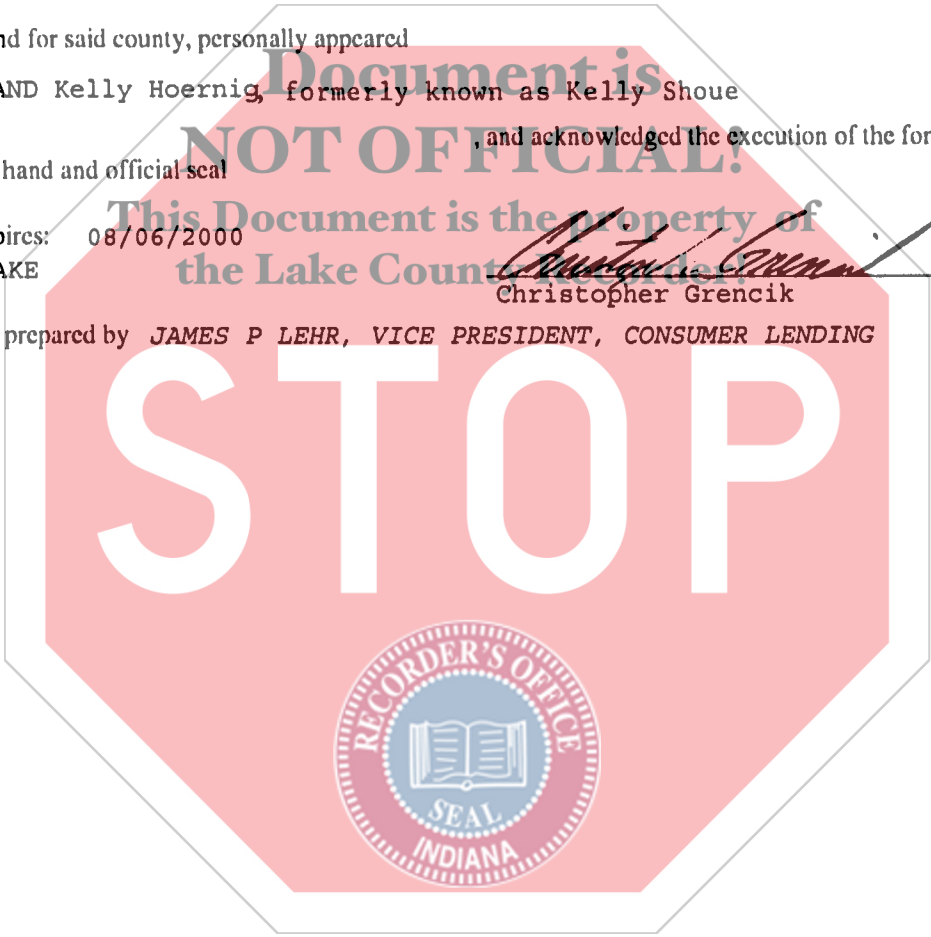 nd for said county, personally appeared
AND Kelly Hoernig, formerly known as Kelly Shoue
, and acknowledged the execution of the for
hand and official seal
pires: 08/06/2000
AKE
Christopher Grencik
prepared by JAMES P LEHR, VICE PRESIDENT, CONSUMER LENDING
Document is
NOT OFFICIAL!
This Document is the property of
the Lake County Recorder!
STOP
RECORDER'S OFFICE
SEAL
INDIANA